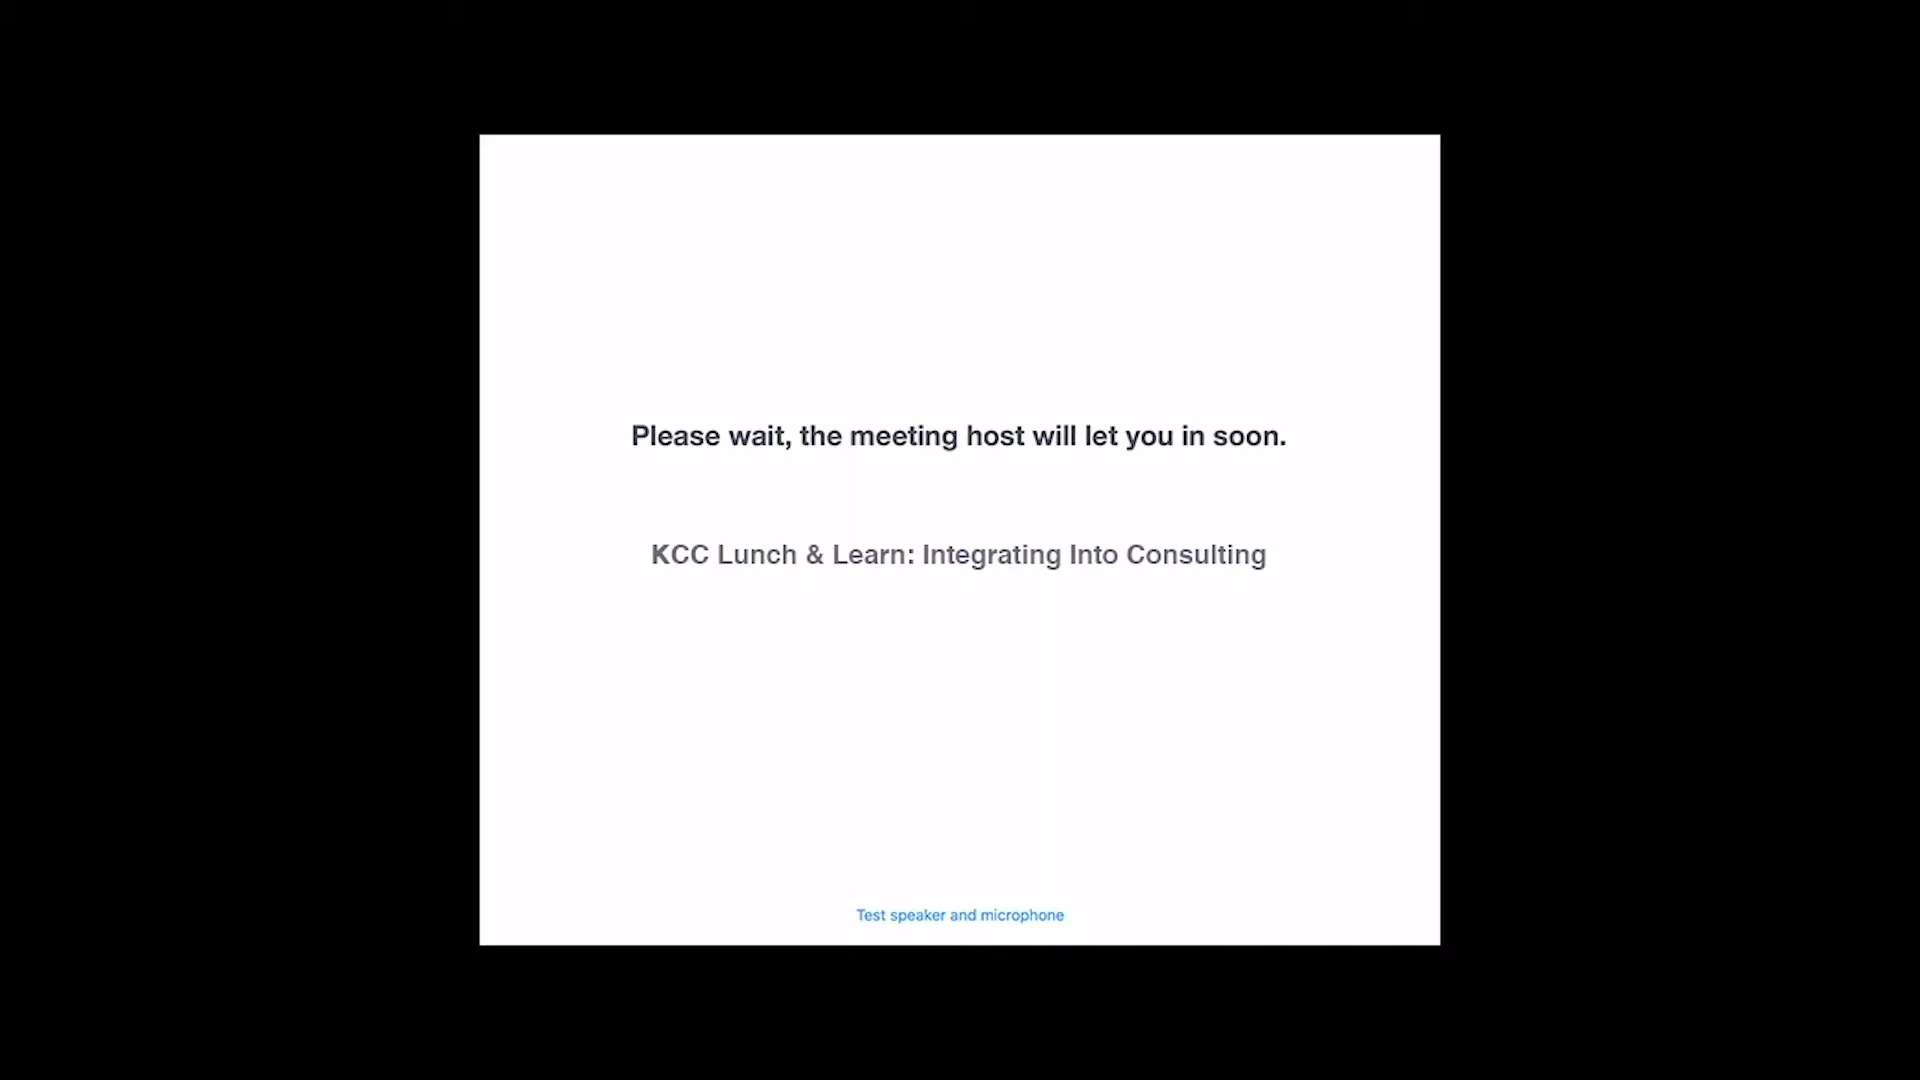 Please wait, the meeting host will let you in soon.
KCC Lunch & Learn: Integrating Into Consulting
Test speaker and microphone